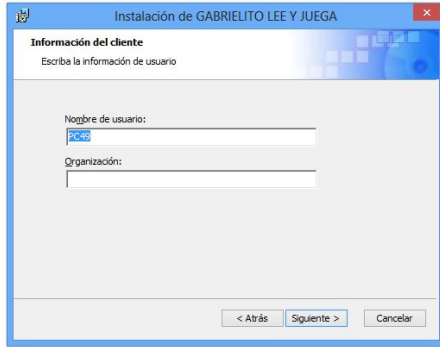 Instalación de GABRIELITO LEE Y JUEGA
Información del cliente
Escriba la información de usuario
Nombre de usuario:
PC49
Organización:
< Atrás
Siguiente >
Cancelar